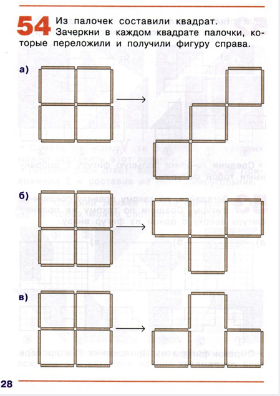 54 Из палочек составили квадрат.
Зачеркни в каждом квадрате палочки, ко-
торые переложили и получили фигуру справа.
а)
б)
в)
28